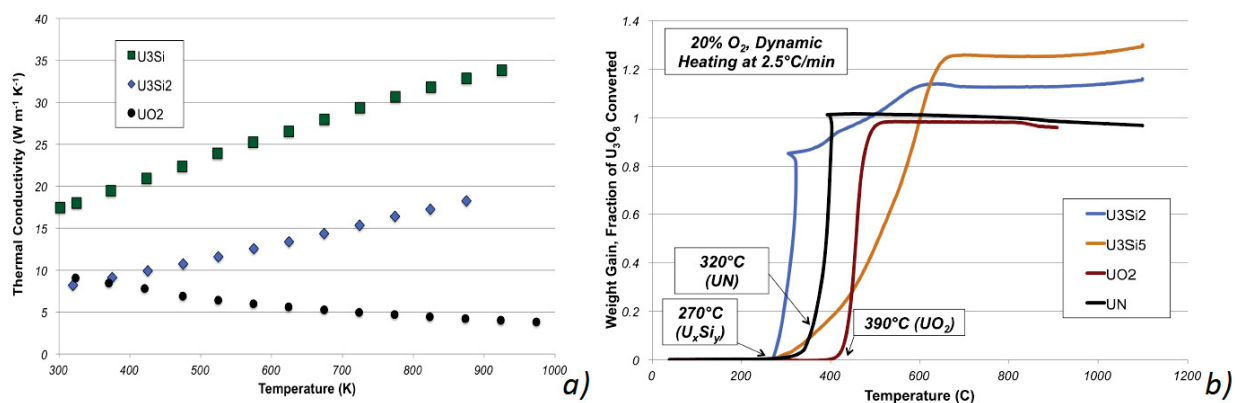 40
35
30
25
20
15
10
5
0
Thermal Conductivity (W m⁻¹ K⁻¹)
U3Si
U3Si2
UO2
300 400 500 600 700 800 900 1000
Temperature (K)
a)
1.4
1.2
1
0.8
0.6
0.4
0.2
0
Weight Gain, Fraction of U₃O₈ Converted
20% O₂, Dynamic
Heating at 2.5°C/min
320°C
(UN)
270°C
(UₓSiᵧ)
390°C (UO₂)
U3Si2
U3Si5
UO2
UN
0 200 400 600 800 1000 1200
Temperature (C)
b)